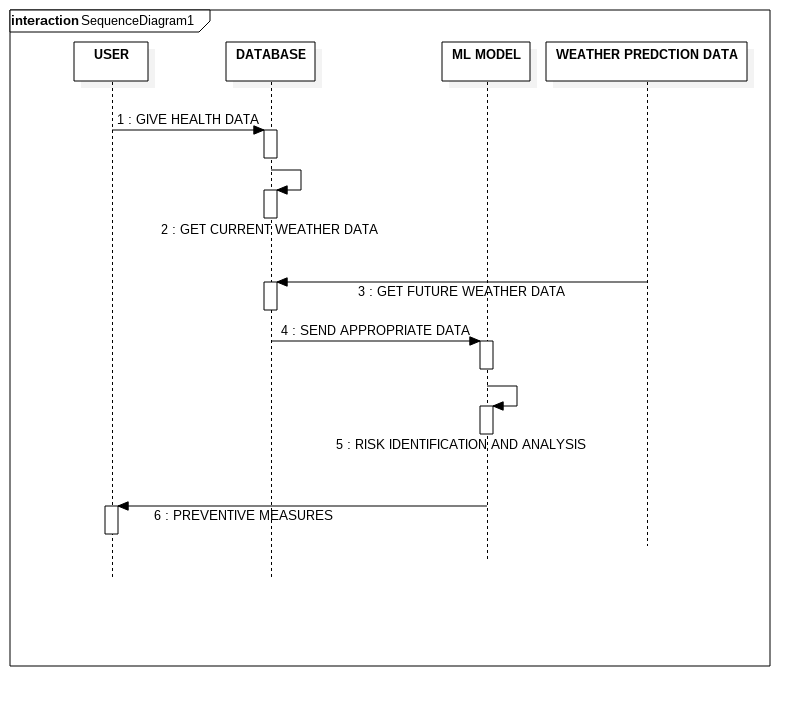 interaction SequenceDiagram1
USER DATABASE ML MODEL WEATHER PREDCTION DATA
1 : GIVE HEALTH DATA
2 : GET CURRENT WEATHER DATA
3 : GET FUTURE WEATHER DATA
4 : SEND APPROPRIATE DATA
5 : RISK IDENTIFICATION AND ANALYSIS
6 : PREVENTIVE MEASURES